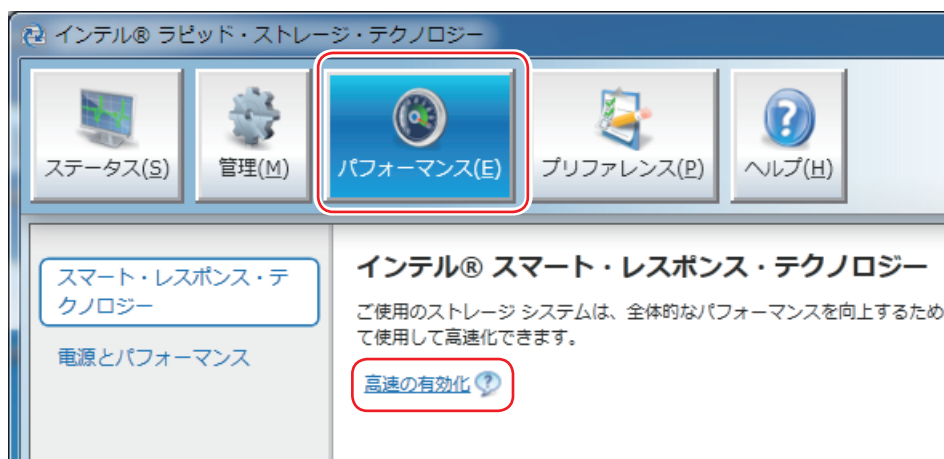 インテル® ラピッド・ストレージ・テクノロジー
ステータス(S) 管理(M) パフォーマンス(E) プリファレンス(P) ヘルプ(H)
スマート・レスポンス・テ
クノロジー
電源とパフォーマンス
インテル® スマート・レスポンス・テクノロジー
ご使用のストレージ システムは、全体的なパフォーマンスを向上するため
て使用して高速化できます。
高速の有効化